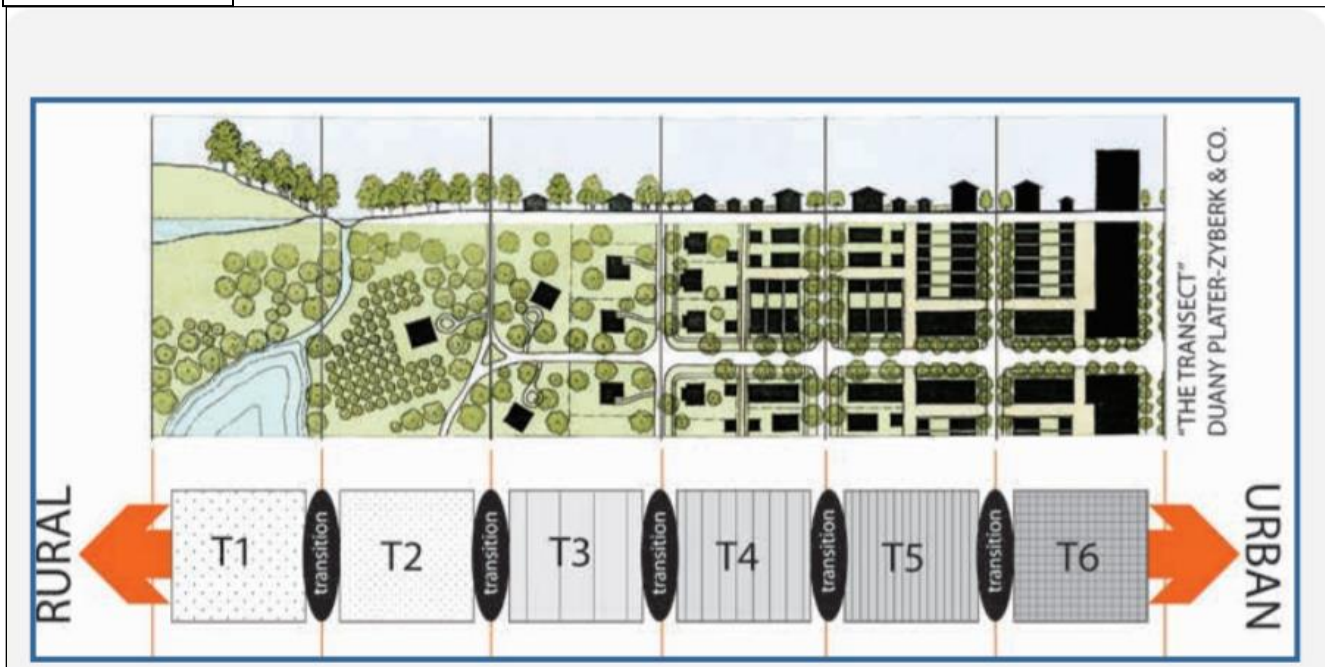 "THE TRANSECT"
DUANY PLATER-ZYBERK & CO.
RURAL
T1
transition
T2
transition
T3
transition
T4
transition
T5
transition
T6
URBAN